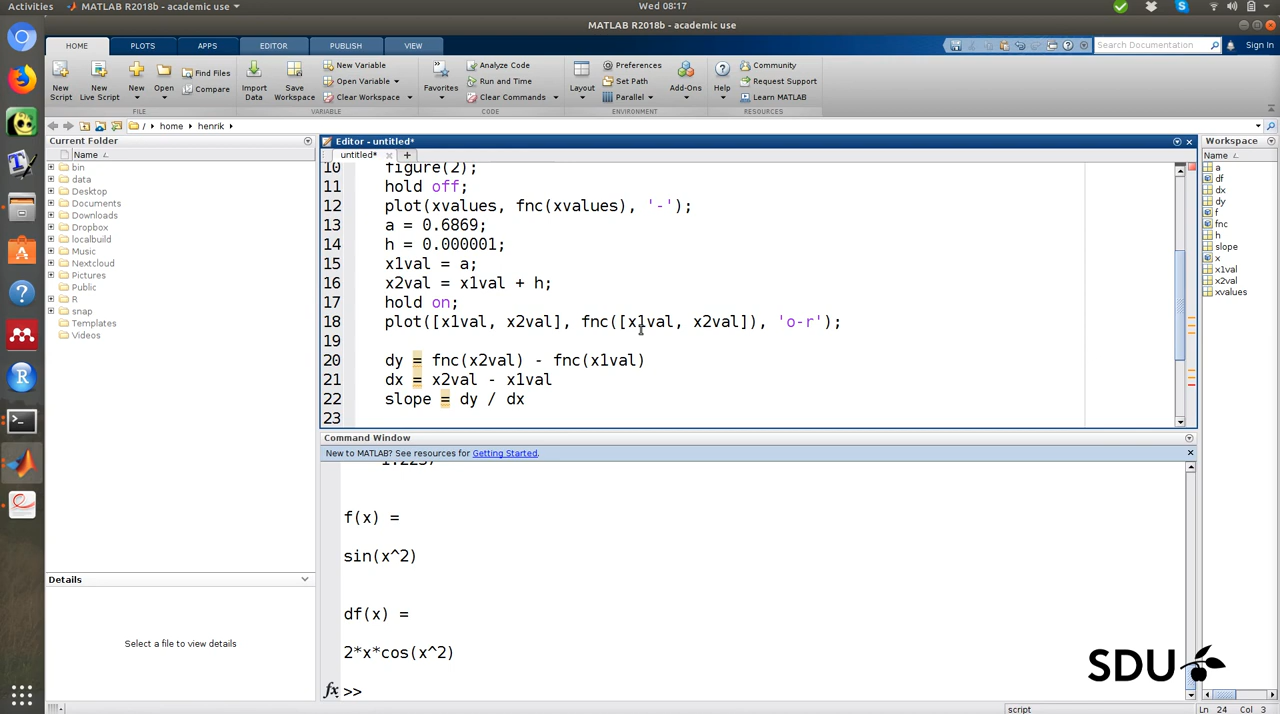 Activities MATLAB R2018b - academic use Wed 08:17
MATLAB R2018b - academic use
HOME PLOTS APPS EDITOR PUBLISH VIEW Search Documentation Sign In
New Script New Live Script New Open Find Files Compare Import Data Save Workspace New Variable Open Variable Clear Workspace Favorites Analyze Code Run and Time Clear Commands Layout Preferences Set Path Parallel Add-Ons Help Community Request Support Learn MATLAB
FILE VARIABLE CODE ENVIRONMENT RESOURCES
/ home henrik
Current Folder
Name
bin
data
Desktop
Documents
Downloads
Dropbox
localbuild
Music
Nextcloud
Pictures
Public
R
snap
Templates
Videos
Details
Select a file to view details
Editor - untitled*
untitled* +
10 figure(2);
11 hold off;
12 plot(xvalues, fnc(xvalues), '-');
13 a = 0.6869;
14 h = 0.000001;
15 x1val = a;
16 x2val = x1val + h;
17 hold on;
18 plot([x1val, x2val], fnc([x1val, x2val]), 'o-r');
19
20 dy = fnc(x2val) - fnc(x1val)
21 dx = x2val - x1val
22 slope = dy / dx
23
Command Window
New to MATLAB? See resources for Getting Started.
f(x) =
sin(x^2)
df(x) =
2*x*cos(x^2)
fx >>
Workspace
Name
a
df
dx
dy
f
fnc
h
slope
x
x1val
x2val
xvalues
SDU
script Ln 24 Col 3